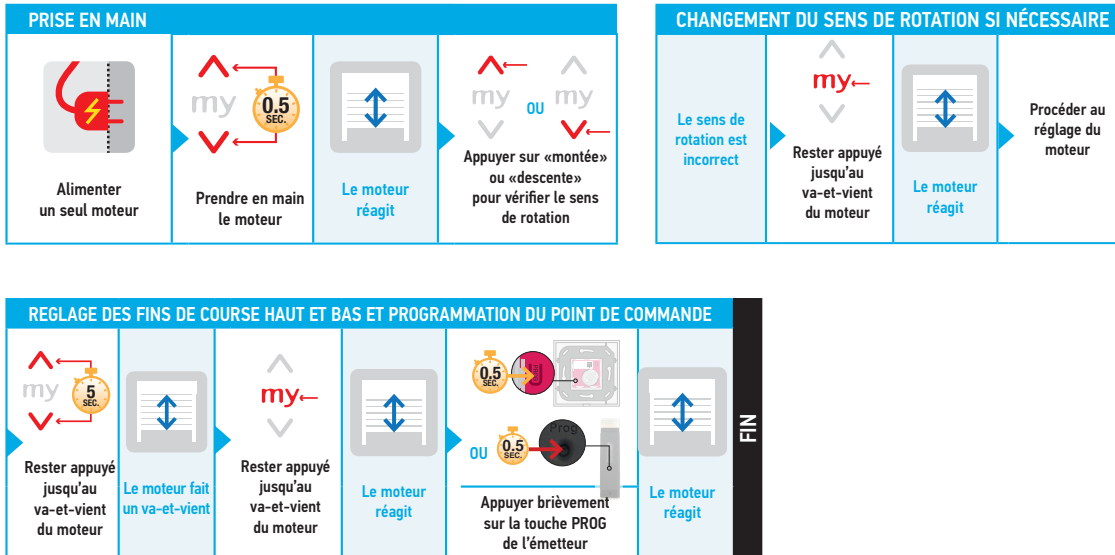 PRISE EN MAIN
Alimenter
un seul moteur
my
0.5
SEC.
Prendre en main
le moteur
Le moteur
réagit
my
OU
my
Appuyer sur «montée»
ou «descente»
pour vérifier le sens
de rotation
CHANGEMENT DU SENS DE ROTATION SI NÉCESSAIRE
Le sens de
rotation est
incorrect
my
Rester appuyé
jusqu'au
va-et-vient
du moteur
Le moteur
réagit
Procéder au
réglage du
moteur
REGLAGE DES FINS DE COURSE HAUT ET BAS ET PROGRAMMATION DU POINT DE COMMANDE
my
5
SEC.
Rester appuyé
jusqu'au
va-et-vient
du moteur
Le moteur fait
un va-et-vient
my
Rester appuyé
jusqu'au
va-et-vient
du moteur
Le moteur
réagit
0.5
SEC.
OU
0.5
SEC.
Prog
Appuyer brièvement
sur la touche PROG
de l'émetteur
Le moteur
réagit
FIN